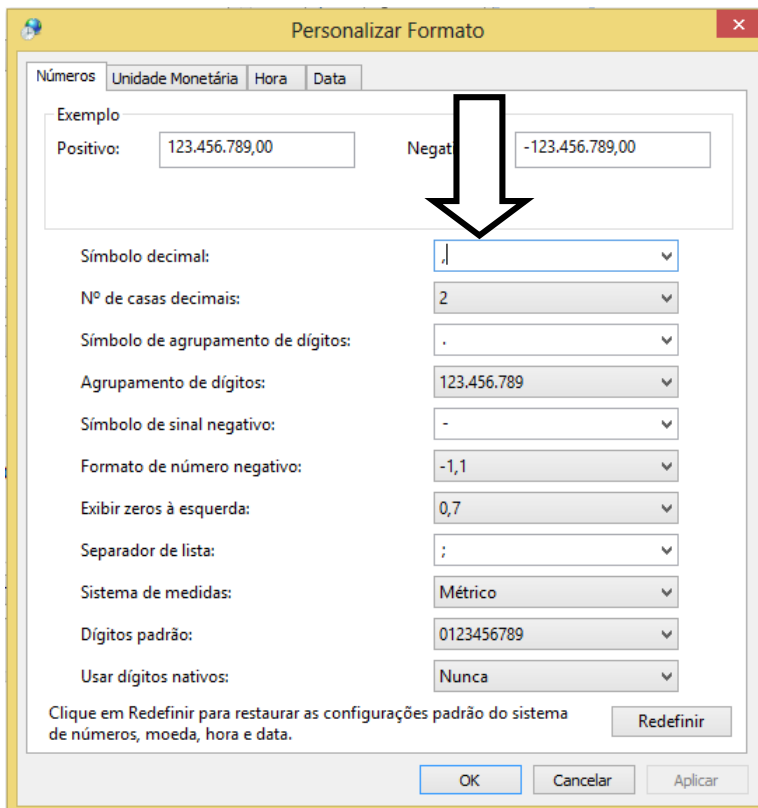 Personalizar Formato
Números Unidade Monetária Hora Data
Exemplo
Positivo: 123.456.789,00 Negati -123.456.789,00
Símbolo decimal: ,
Nº de casas decimais: 2
Símbolo de agrupamento de dígitos: .
Agrupamento de dígitos: 123.456.789
Símbolo de sinal negativo: -
Formato de número negativo: -1,1
Exibir zeros à esquerda: 0,7
Separador de lista: ;
Sistema de medidas: Métrico
Dígitos padrão: 0123456789
Usar dígitos nativos: Nunca
Clique em Redefinir para restaurar as configurações padrão do sistema
de números, moeda, hora e data.
Redefinir
OK Cancelar Aplicar